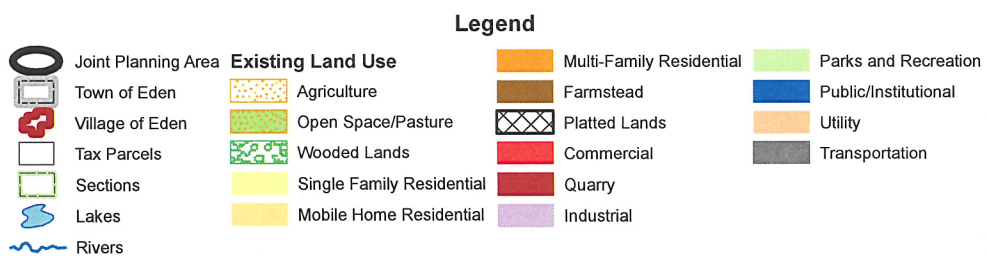 Legend
Joint Planning Area
Town of Eden
Village of Eden
Tax Parcels
Sections
Lakes
Rivers
Existing Land Use
Agriculture
Open Space/Pasture
Wooded Lands
Single Family Residential
Mobile Home Residential
Multi-Family Residential
Farmstead
Platted Lands
Commercial
Quarry
Industrial
Parks and Recreation
Public/Institutional
Utility
Transportation